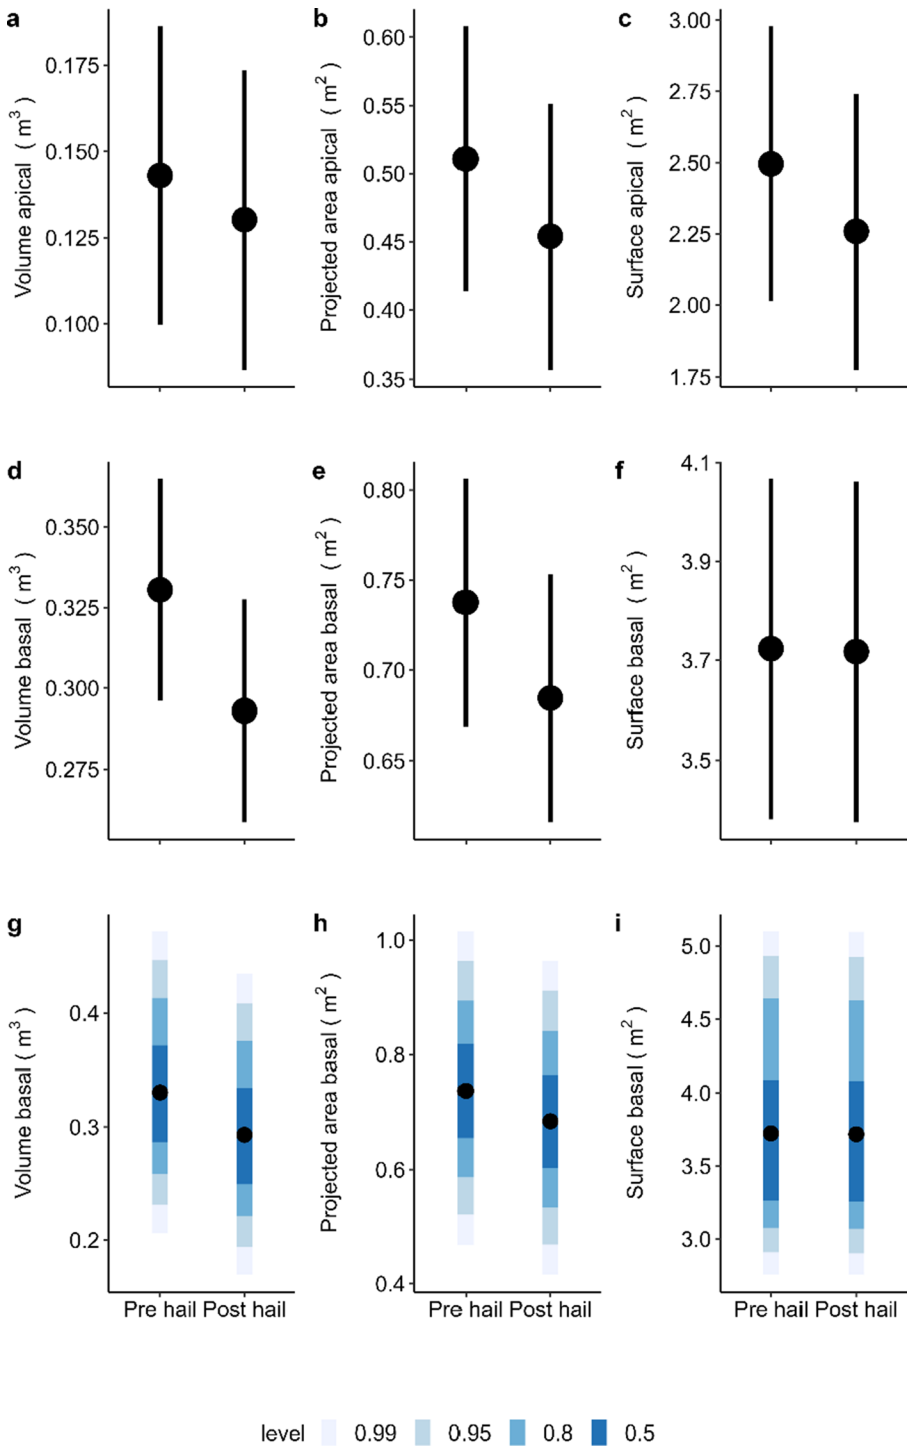 a
Volume apical ( m³ )
0.175
0.150
0.125
0.100
b
Projected area apical ( m² )
0.60
0.55
0.50
0.45
0.40
0.35
c
Surface apical ( m² )
3.00
2.75
2.50
2.25
2.00
1.75
d
Volume basal ( m³ )
0.350
0.325
0.300
0.275
e
Projected area basal ( m² )
0.80
0.75
0.70
0.65
f
Surface basal ( m² )
4.1
3.9
3.7
3.5
g
Volume basal ( m³ )
0.4
0.3
0.2
Pre hail Post hail
h
Projected area basal ( m² )
1.0
0.8
0.6
0.4
Pre hail Post hail
i
Surface basal ( m² )
5.0
4.5
4.0
3.5
3.0
Pre hail Post hail
level 0.99 0.95 0.8 0.5